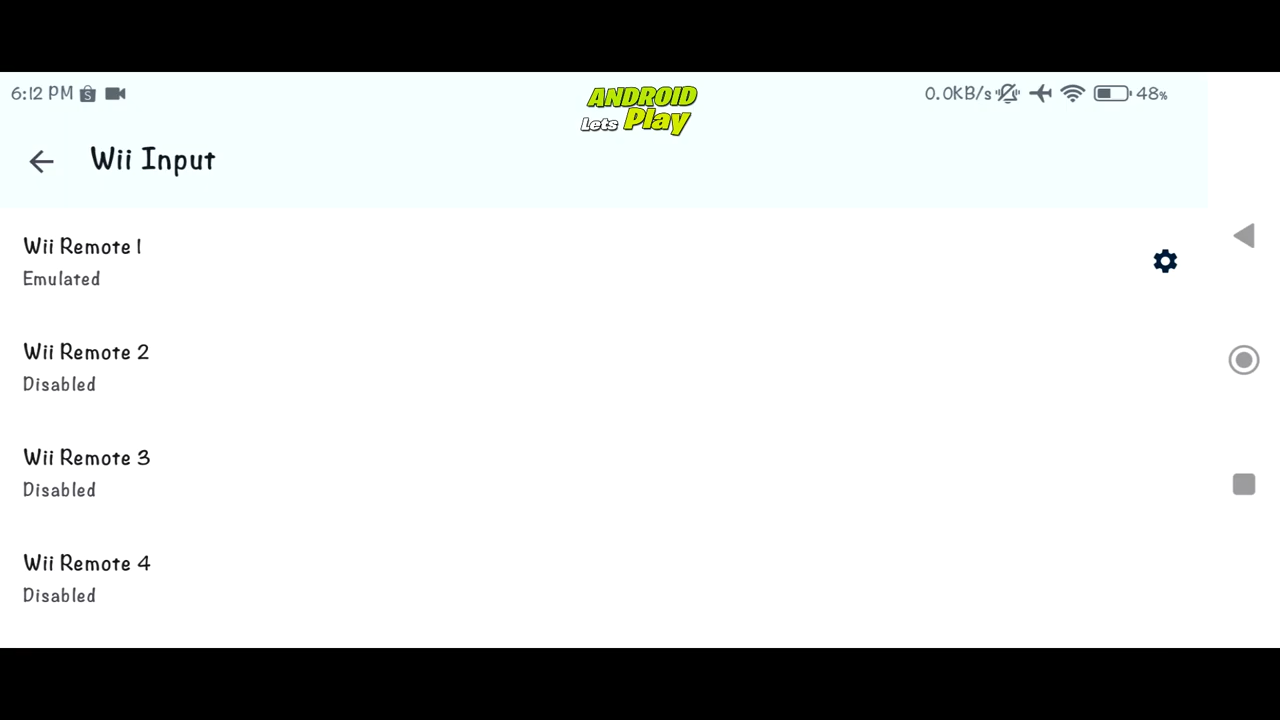 6:12 PM
ANDROID
Lets Play
0.0KB/s 48%
Wii Input
Wii Remote 1
Emulated
Wii Remote 2
Disabled
Wii Remote 3
Disabled
Wii Remote 4
Disabled